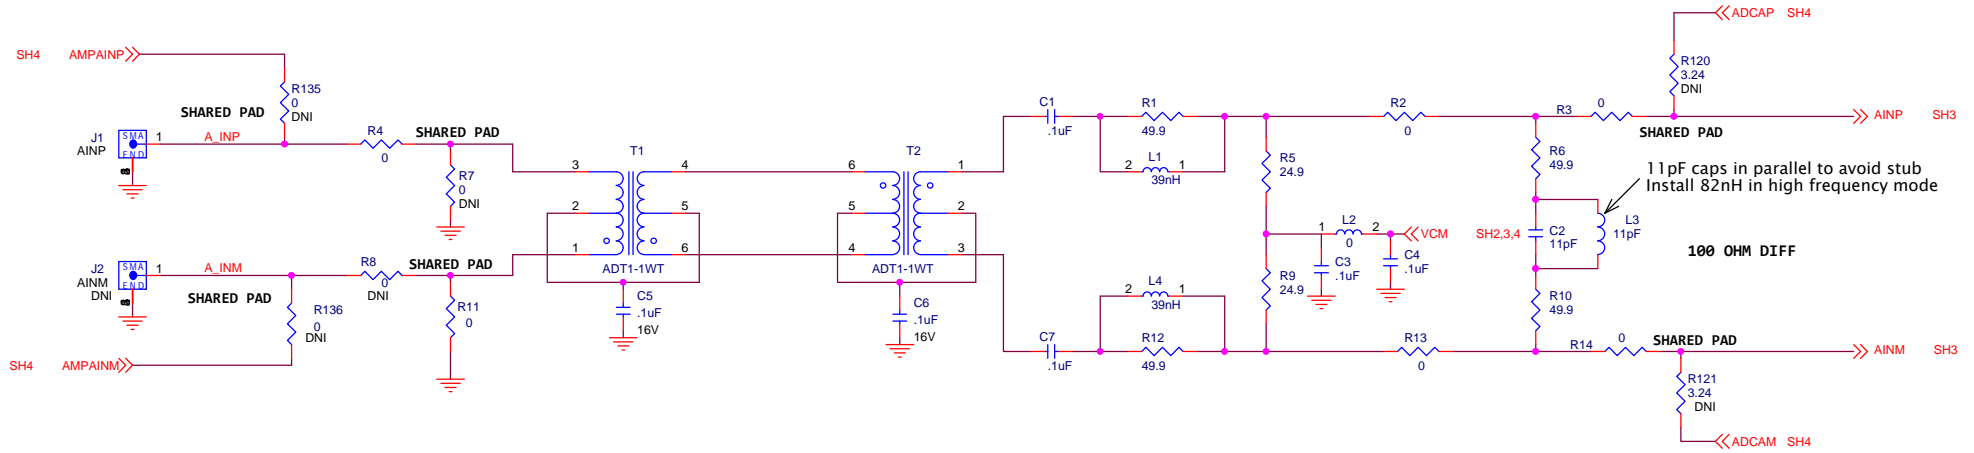 ADCAP SH4
SH4 AMPAINP
R135
0
DNI
R120
3.24
DNI
SHARED PAD
J1
AINP
SMA
END
1
A_INP
R4
0
SHARED PAD
R7
0
DNI
C1
.1uF
R1
49.9
2 L1 1
39nH
R2
0
R3
0
SHARED PAD
AINP SH3
T1
3
2
1
4
5
6
ADT1-1WT
T2
6
5
4
1
2
3
ADT1-1WT
R5
24.9
R6
49.9
11pF caps in parallel to avoid stub
Install 82nH in high frequency mode
1 L2 2
0
VCM SH2,3,4
C2
11pF
L3
11pF
100 OHM DIFF
C3
.1uF
C4
.1uF
J2
AINM
DNI
SMA
END
1
A_INM
SHARED PAD
R8
0
DNI
SHARED PAD
R11
0
R136
0
DNI
SH4 AMPAINM
C5
.1uF
16V
C6
.1uF
16V
R9
24.9
2 L4 1
39nH
C7
.1uF
R12
49.9
R10
49.9
R13
0
R14
0
SHARED PAD
AINM SH3
R121
3.24
DNI
ADCAM SH4